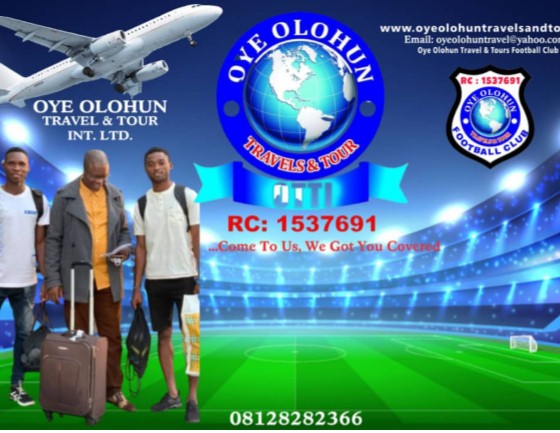 www.oyeolohuntravelsandto
Email: oyeolohuntravel@yahoo.com
Oye Olohun Travel & Tours Football Club
OYE OLOHUN
TRAVEL & TOUR
INT. LTD.
OYE OLOHUN
TRAVELS & TOUR
OTTI
RC: 1537691
...Come To Us, We Got You Covered
RC : 1537691
OYE OLOHUN
FOOTBALL CLUB
08128282366